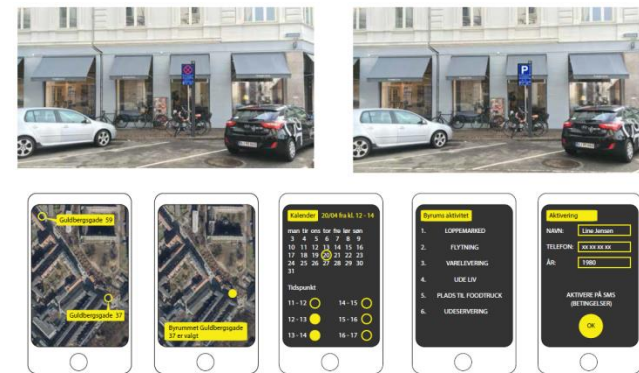 P
Guldbergsgade 59
Guldbergsgade 37
Byrummet Guldbergsgade
37 er valgt
Kalender 20/04 fra kl. 12 - 14
man tir ons tor fre lør søn
3 4 5 6 7 8 9
10 11 12 13 14 15 16
17 18 19 20 21 22 23
24 25 26 27 28 29 30
31
Tidspunkt
11 - 12 14 - 15
12 - 13 15 - 16
13 - 14 16 - 17
Byrums aktivitet
1. LOPPEMARKED
2. FLYTNING
3. VARELEVERING
4. UDE LIV
5. PLADS TIL FOODTRUCK
6. UDESERVERING
Aktivering
NAVN: Line Jensen
TELEFON: xx xx xx xx
ÅR: 1980
AKTIVERE PÅ SMS
(BETINGELSER)
OK